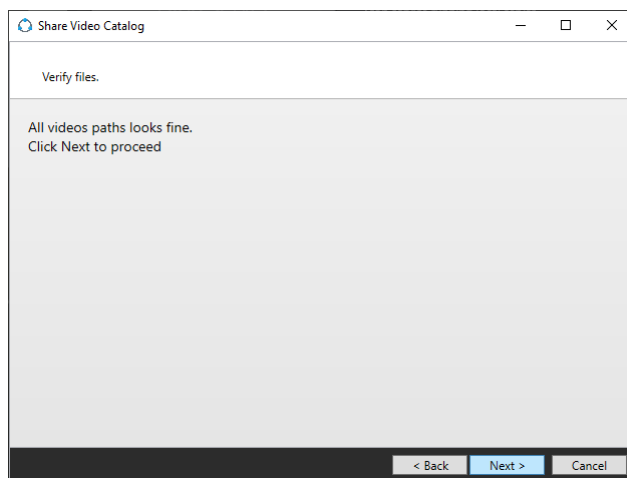 Share Video Catalog
Verify files.
All videos paths looks fine.
Click Next to proceed
< Back
Next >
Cancel